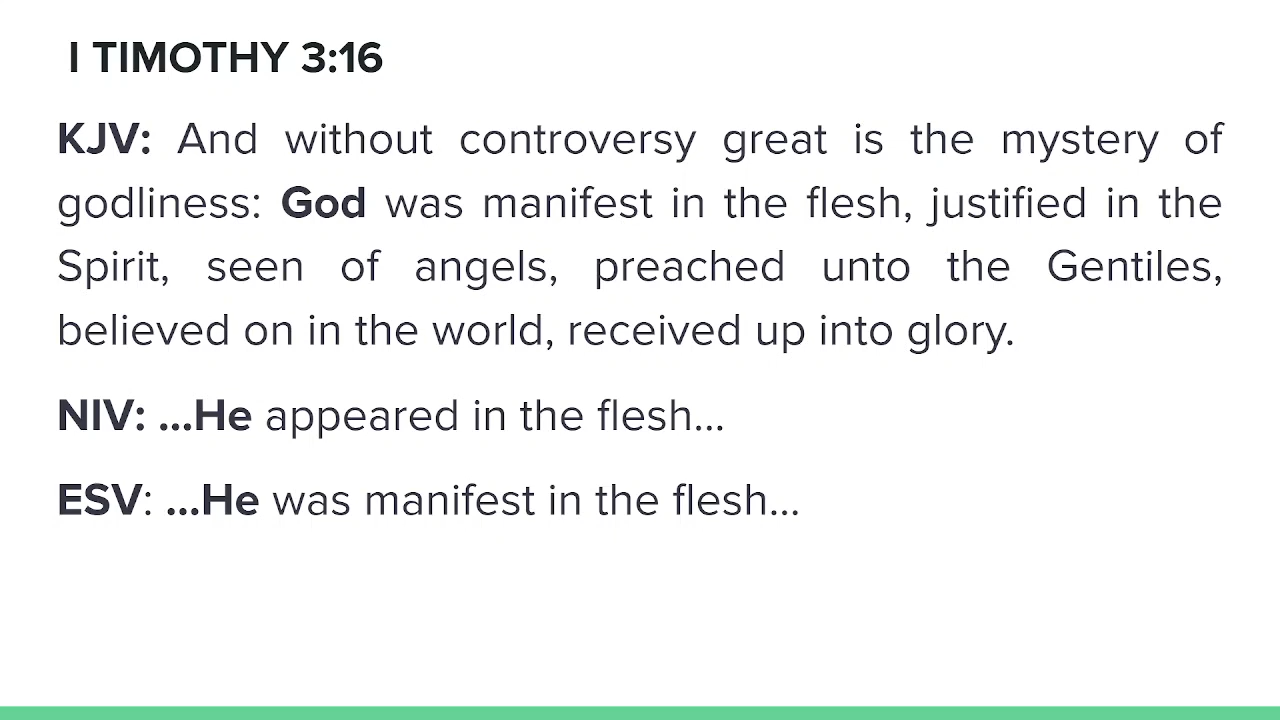 I TIMOTHY 3:16
KJV: And without controversy great is the mystery of
godliness: God was manifest in the flesh, justified in the
Spirit, seen of angels, preached unto the Gentiles,
believed on in the world, received up into glory.
NIV: ...He appeared in the flesh...
ESV: ...He was manifest in the flesh...